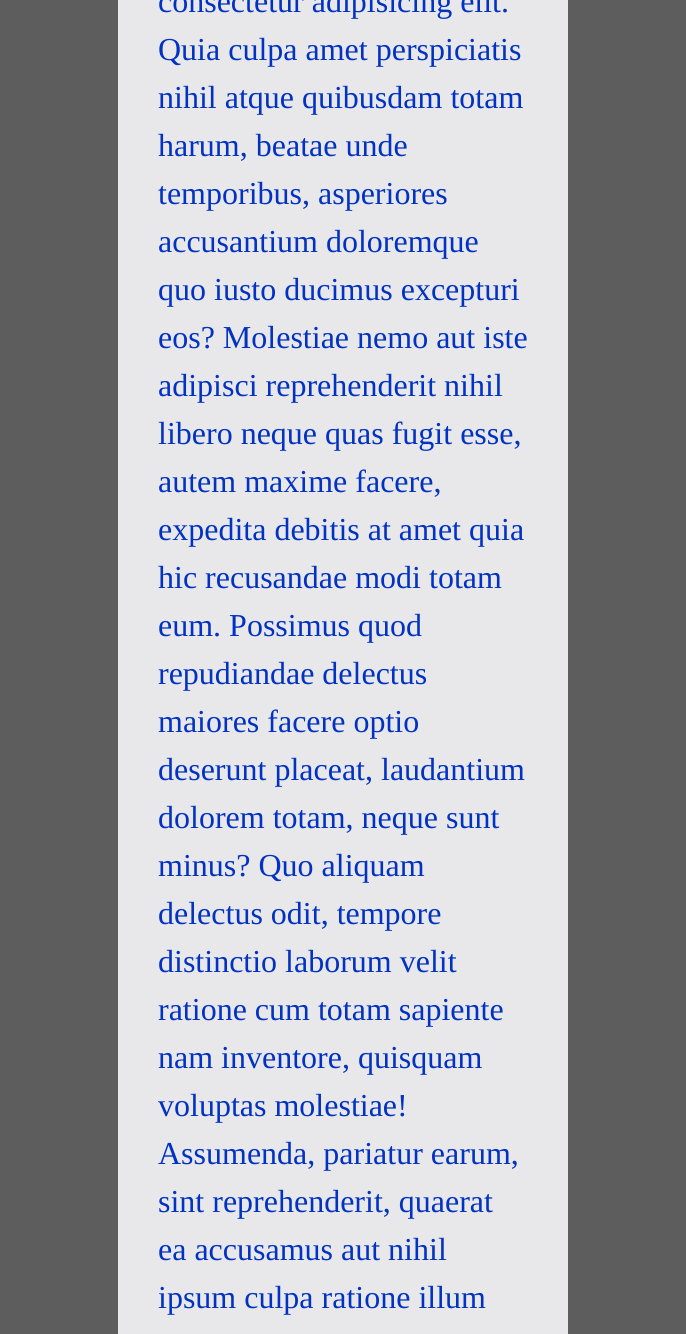 consectetur adipisicing elit.
Quia culpa amet perspiciatis
nihil atque quibusdam totam
harum, beatae unde
temporibus, asperiores
accusantium doloremque
quo iusto ducimus excepturi
eos? Molestiae nemo aut iste
adipisci reprehenderit nihil
libero neque quas fugit esse,
autem maxime facere,
expedita debitis at amet quia
hic recusandae modi totam
eum. Possimus quod
repudiandae delectus
maiores facere optio
deserunt placeat, laudantium
dolorem totam, neque sunt
minus? Quo aliquam
delectus odit, tempore
distinctio laborum velit
ratione cum totam sapiente
nam inventore, quisquam
voluptas molestiae!
Assumenda, pariatur earum,
sint reprehenderit, quaerat
ea accusamus aut nihil
ipsum culpa ratione illum